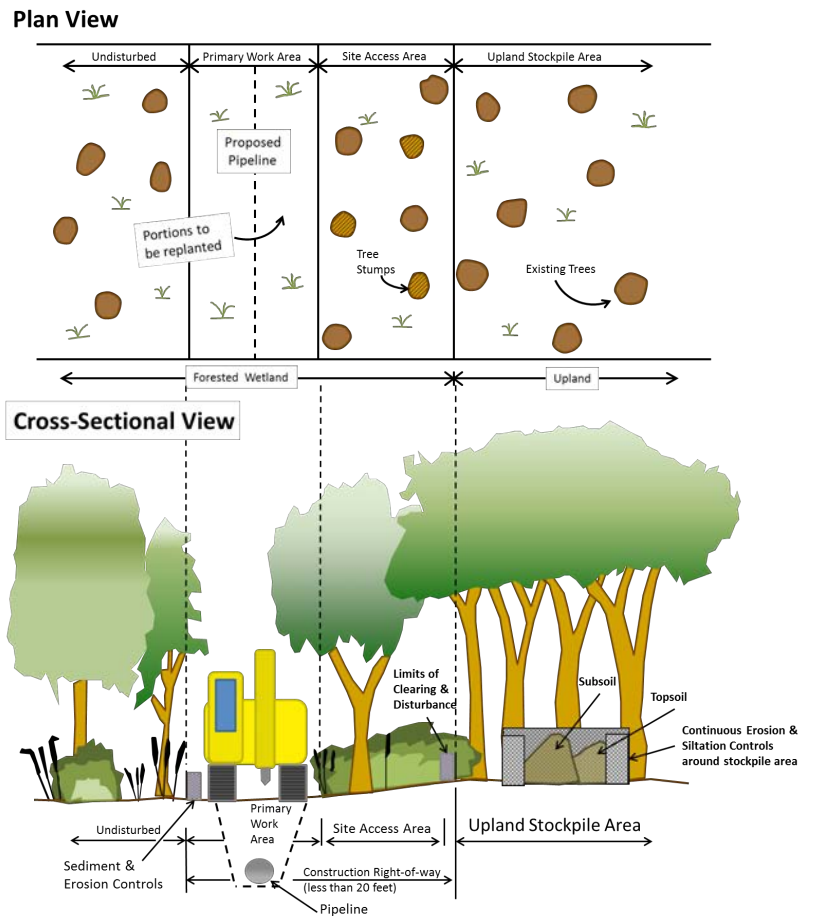 Plan View
Undisturbed
Primary Work Area
Site Access Area
Upland Stockpile Area
Proposed
Pipeline
Portions to
be replanted
Tree
Stumps
Existing Trees
Forested Wetland
Upland
Cross-Sectional View
Limits of
Clearing &
Disturbance
Subsoil
Topsoil
Continuous Erosion &
Siltation Controls
around stockpile area
Undisturbed
Primary
Work
Area
Site Access Area
Upland Stockpile Area
Sediment &
Erosion Controls
Construction Right-of-way
(less than 20 feet)
Pipeline